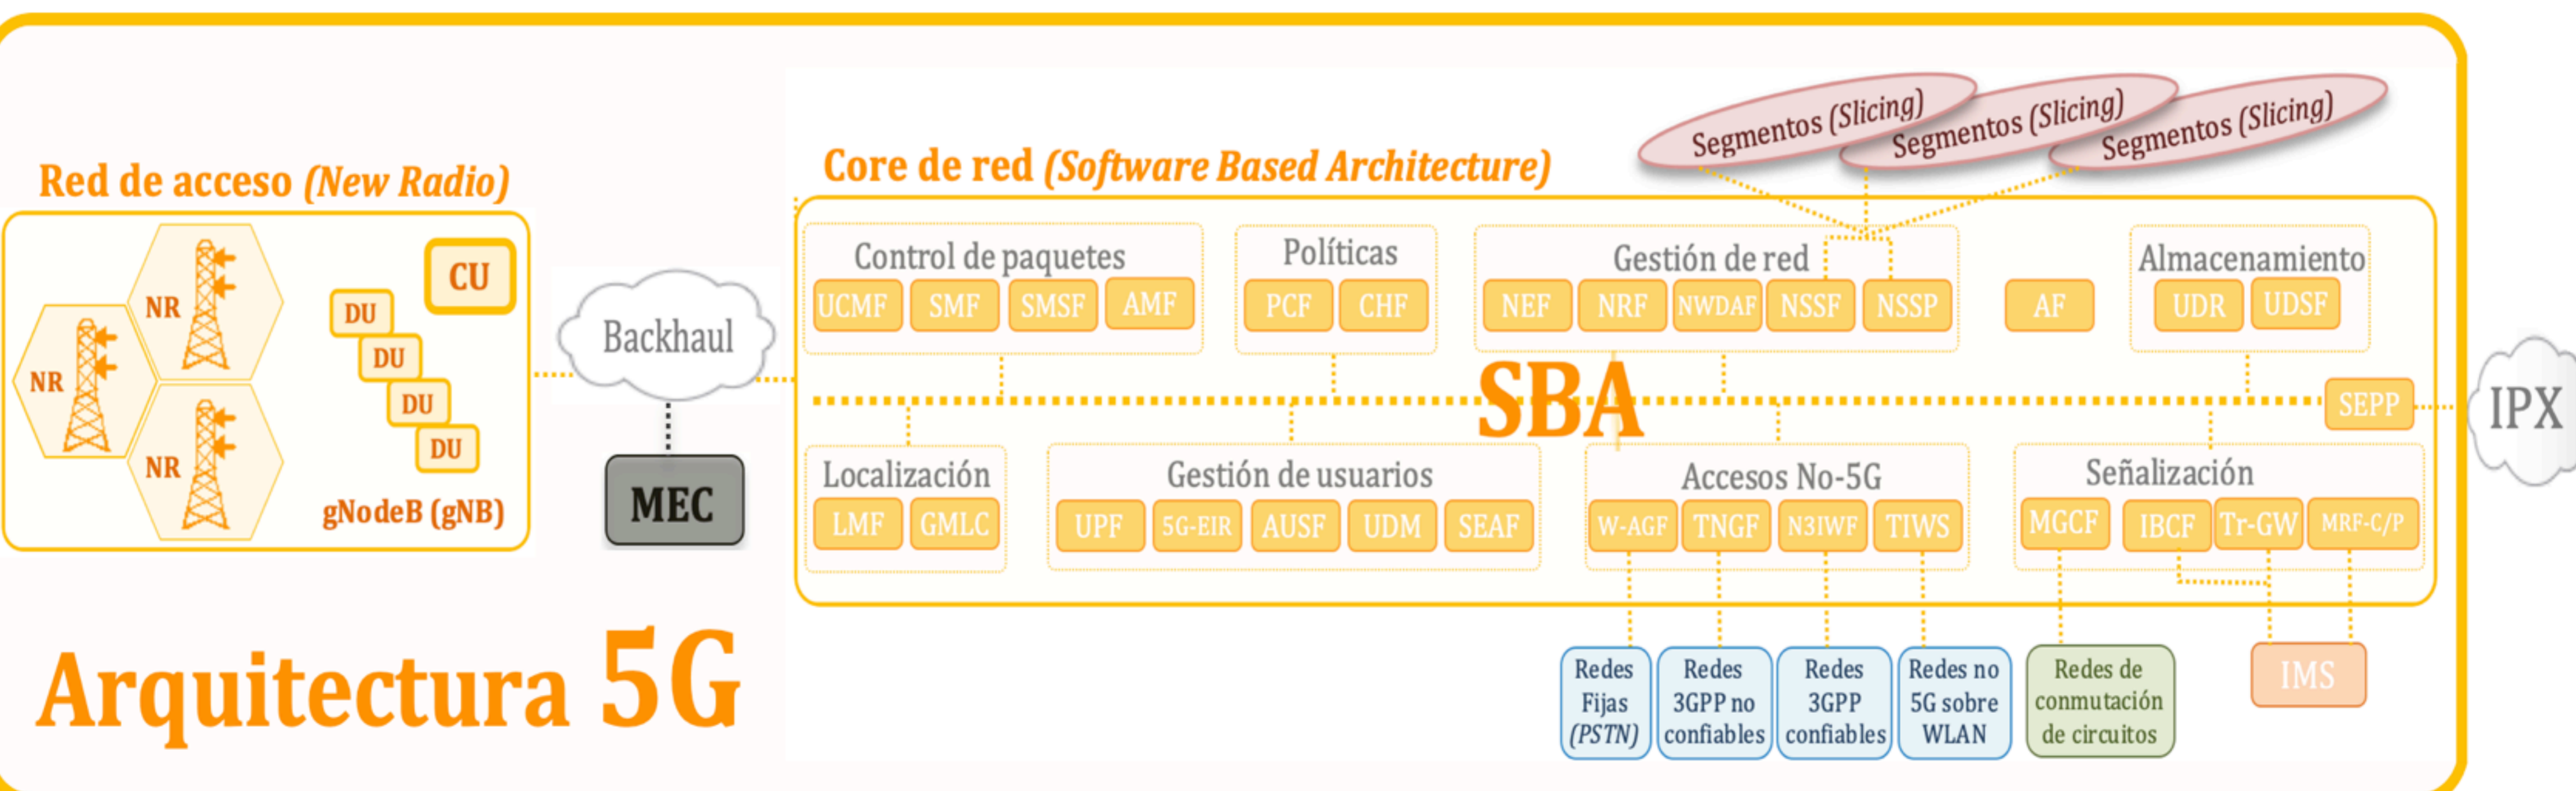 Segmentos (Slicing)
Segmentos (Slicing)
Segmentos (Slicing)
Red de acceso (New Radio)
Core de red (Software Based Architecture)
NR
NR
NR
CU
DU
DU
DU
DU
gNodeB (gNB)
Backhaul
MEC
Control de paquetes
UCMF SMF SMSF AMF
Políticas
PCF CHF
Gestión de red
NEF NRF NWDAF NSSF NSSP
AF
Almacenamiento
UDR UDSF
SBA
SEPP
IPX
Localización
LMF GMLC
Gestión de usuarios
UPF 5G-EIR AUSF UDM SEAF
Accesos No-5G
W-AGF TNGF N3IWF TIWS
Señalización
MGCF IBCF Tr-GW MRF-C/P
Arquitectura 5G
Redes
Fijas
(PSTN)
Redes
3GPP no
confiables
Redes
3GPP
confiables
Redes no
5G sobre
WLAN
Redes de
conmutación
de circuitos
IMS